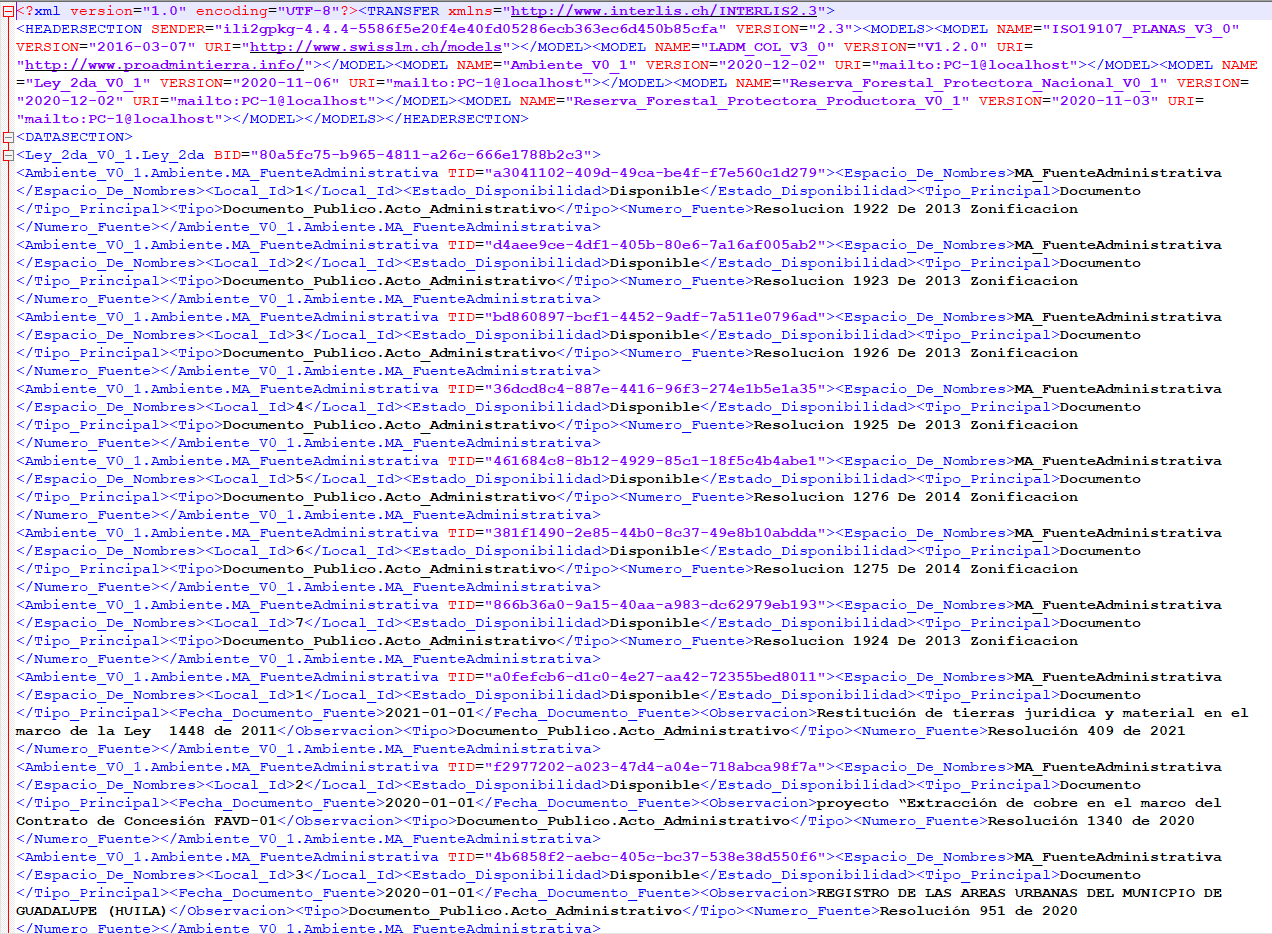 <?xml version="1.0" encoding="UTF-8"?><TRANSFER xmlns="http://www.interlis.ch/INTERLIS2.3">
<HEADERSECTION SENDER="ili2gpkg-4.4.4-5586f5e20f4e40fd05286ecb363ec6d450b85cfa" VERSION="2.3"><MODELS><MODEL NAME="ISO19107_PLANAS_V3_0"
VERSION="2016-03-07" URI="http://www.swisslm.ch/models"></MODEL><MODEL NAME="LADM_COL_V3_0" VERSION="V1.2.0" URI=
"http://www.proadmintierra.info/"></MODEL><MODEL NAME="Ambiente_V0_1" VERSION="2020-12-02" URI="mailto:PC-1@localhost"></MODEL><MODEL NAME
="Ley_2da_V0_1" VERSION="2020-11-06" URI="mailto:PC-1@localhost"></MODEL><MODEL NAME="Reserva_Forestal_Protectora_Nacional_V0_1" VERSION=
"2020-12-02" URI="mailto:PC-1@localhost"></MODEL><MODEL NAME="Reserva_Forestal_Protectora_Productora_V0_1" VERSION="2020-11-03" URI=
"mailto:PC-1@localhost"></MODEL></MODELS></HEADERSECTION>
<DATASECTION>
<Ley_2da_V0_1.Ley_2da BID="80a5fc75-b965-4811-a26c-666e1788b2c3">
<Ambiente_V0_1.Ambiente.MA_FuenteAdministrativa TID="a3041102-409d-49ca-be4f-f7e560c1d279"><Espacio_De_Nombres>MA_FuenteAdministrativa
</Espacio_De_Nombres><Local_Id>1</Local_Id><Estado_Disponibilidad>Disponible</Estado_Disponibilidad><Tipo_Principal>Documento
</Tipo_Principal><Tipo>Documento_Publico.Acto_Administrativo</Tipo><Numero_Fuente>Resolucion 1922 De 2013 Zonificacion
</Numero_Fuente></Ambiente_V0_1.Ambiente.MA_FuenteAdministrativa>
<Ambiente_V0_1.Ambiente.MA_FuenteAdministrativa TID="d4aee9ce-4df1-405b-80e6-7a16af005ab2"><Espacio_De_Nombres>MA_FuenteAdministrativa
</Espacio_De_Nombres><Local_Id>2</Local_Id><Estado_Disponibilidad>Disponible</Estado_Disponibilidad><Tipo_Principal>Documento
</Tipo_Principal><Tipo>Documento_Publico.Acto_Administrativo</Tipo><Numero_Fuente>Resolucion 1923 De 2013 Zonificacion
</Numero_Fuente></Ambiente_V0_1.Ambiente.MA_FuenteAdministrativa>
<Ambiente_V0_1.Ambiente.MA_FuenteAdministrativa TID="bd860897-bcf1-4452-9adf-7a511e0796ad"><Espacio_De_Nombres>MA_FuenteAdministrativa
</Espacio_De_Nombres><Local_Id>3</Local_Id><Estado_Disponibilidad>Disponible</Estado_Disponibilidad><Tipo_Principal>Documento
</Tipo_Principal><Tipo>Documento_Publico.Acto_Administrativo</Tipo><Numero_Fuente>Resolucion 1926 De 2013 Zonificacion
</Numero_Fuente></Ambiente_V0_1.Ambiente.MA_FuenteAdministrativa>
<Ambiente_V0_1.Ambiente.MA_FuenteAdministrativa TID="36dcd8c4-887e-4416-96f3-274e1b5e1a35"><Espacio_De_Nombres>MA_FuenteAdministrativa
</Espacio_De_Nombres><Local_Id>4</Local_Id><Estado_Disponibilidad>Disponible</Estado_Disponibilidad><Tipo_Principal>Documento
</Tipo_Principal><Tipo>Documento_Publico.Acto_Administrativo</Tipo><Numero_Fuente>Resolucion 1925 De 2013 Zonificacion
</Numero_Fuente></Ambiente_V0_1.Ambiente.MA_FuenteAdministrativa>
<Ambiente_V0_1.Ambiente.MA_FuenteAdministrativa TID="461684c8-8b12-4929-85c1-18f5c4b4abe1"><Espacio_De_Nombres>MA_FuenteAdministrativa
</Espacio_De_Nombres><Local_Id>5</Local_Id><Estado_Disponibilidad>Disponible</Estado_Disponibilidad><Tipo_Principal>Documento
</Tipo_Principal><Tipo>Documento_Publico.Acto_Administrativo</Tipo><Numero_Fuente>Resolucion 1276 De 2014 Zonificacion
</Numero_Fuente></Ambiente_V0_1.Ambiente.MA_FuenteAdministrativa>
<Ambiente_V0_1.Ambiente.MA_FuenteAdministrativa TID="381f1490-2e85-44b0-8c37-49e8b10abdda"><Espacio_De_Nombres>MA_FuenteAdministrativa
</Espacio_De_Nombres><Local_Id>6</Local_Id><Estado_Disponibilidad>Disponible</Estado_Disponibilidad><Tipo_Principal>Documento
</Tipo_Principal><Tipo>Documento_Publico.Acto_Administrativo</Tipo><Numero_Fuente>Resolucion 1275 De 2014 Zonificacion
</Numero_Fuente></Ambiente_V0_1.Ambiente.MA_FuenteAdministrativa>
<Ambiente_V0_1.Ambiente.MA_FuenteAdministrativa TID="866b36a0-9a15-40aa-a983-dc62979eb193"><Espacio_De_Nombres>MA_FuenteAdministrativa
</Espacio_De_Nombres><Local_Id>7</Local_Id><Estado_Disponibilidad>Disponible</Estado_Disponibilidad><Tipo_Principal>Documento
</Tipo_Principal><Tipo>Documento_Publico.Acto_Administrativo</Tipo><Numero_Fuente>Resolucion 1924 De 2013 Zonificacion
</Numero_Fuente></Ambiente_V0_1.Ambiente.MA_FuenteAdministrativa>
<Ambiente_V0_1.Ambiente.MA_FuenteAdministrativa TID="a0fefcb6-d1c0-4e27-aa42-72355bed8011"><Espacio_De_Nombres>MA_FuenteAdministrativa
</Espacio_De_Nombres><Local_Id>1</Local_Id><Estado_Disponibilidad>Disponible</Estado_Disponibilidad><Tipo_Principal>Documento
</Tipo_Principal><Fecha_Documento_Fuente>2021-01-01</Fecha_Documento_Fuente><Observacion>Restitución de tierras juridica y material en el
marco de la Ley  1448 de 2011</Observacion><Tipo>Documento_Publico.Acto_Administrativo</Tipo><Numero_Fuente>Resolución 409 de 2021
</Numero_Fuente></Ambiente_V0_1.Ambiente.MA_FuenteAdministrativa>
<Ambiente_V0_1.Ambiente.MA_FuenteAdministrativa TID="f2977202-a023-47d4-a04e-718abca98f7a"><Espacio_De_Nombres>MA_FuenteAdministrativa
</Espacio_De_Nombres><Local_Id>2</Local_Id><Estado_Disponibilidad>Disponible</Estado_Disponibilidad><Tipo_Principal>Documento
</Tipo_Principal><Fecha_Documento_Fuente>2020-01-01</Fecha_Documento_Fuente><Observacion>proyecto “Extracción de cobre en el marco del
Contrato de Concesión FAVD-01</Observacion><Tipo>Documento_Publico.Acto_Administrativo</Tipo><Numero_Fuente>Resolución 1340 de 2020
</Numero_Fuente></Ambiente_V0_1.Ambiente.MA_FuenteAdministrativa>
<Ambiente_V0_1.Ambiente.MA_FuenteAdministrativa TID="4b6858f2-aebc-405c-bc37-538e38d550f6"><Espacio_De_Nombres>MA_FuenteAdministrativa
</Espacio_De_Nombres><Local_Id>3</Local_Id><Estado_Disponibilidad>Disponible</Estado_Disponibilidad><Tipo_Principal>Documento
</Tipo_Principal><Fecha_Documento_Fuente>2020-01-01</Fecha_Documento_Fuente><Observacion>REGISTRO DE LAS AREAS URBANAS DEL MUNICPIO DE
GUADALUPE (HUILA)</Observacion><Tipo>Documento_Publico.Acto_Administrativo</Tipo><Numero_Fuente>Resolución 951 de 2020
</Numero_Fuente></Ambiente_V0_1.Ambiente.MA_FuenteAdministrativa>